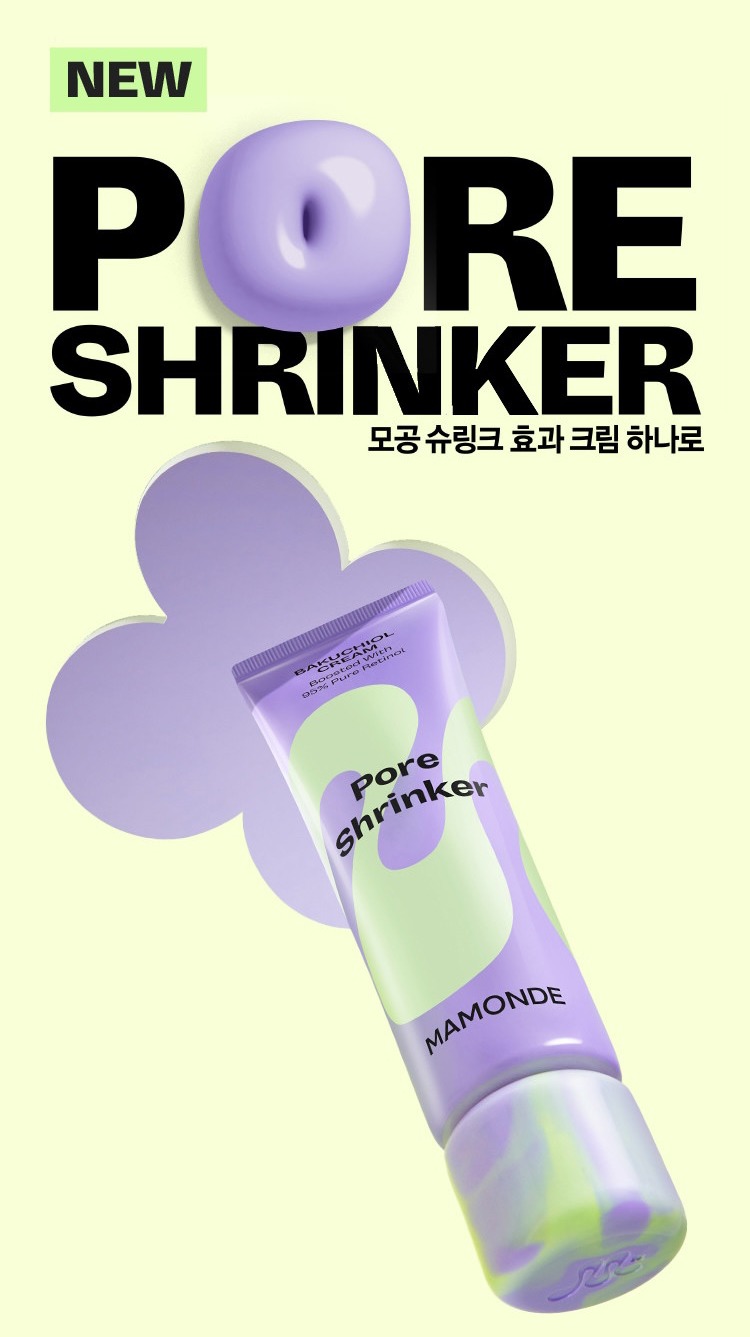 NEW
PORE
SHRINKER
모공 슈링크 효과 크림 하나로
BAKUCHIOL
CREAM
Boosted With
95% Pure Retinol
Pore
Shrinker
MAMONDE